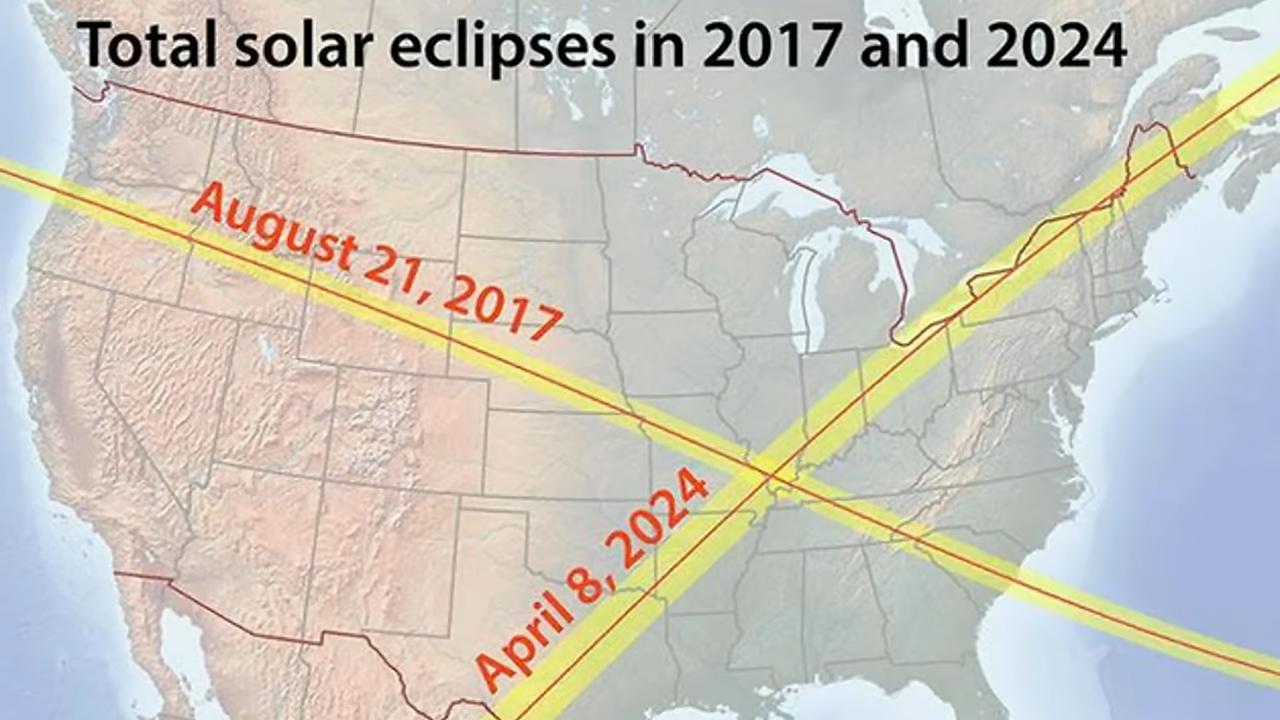 Total solar eclipses in 2017 and 2024
August 21, 2017
April 8, 2024